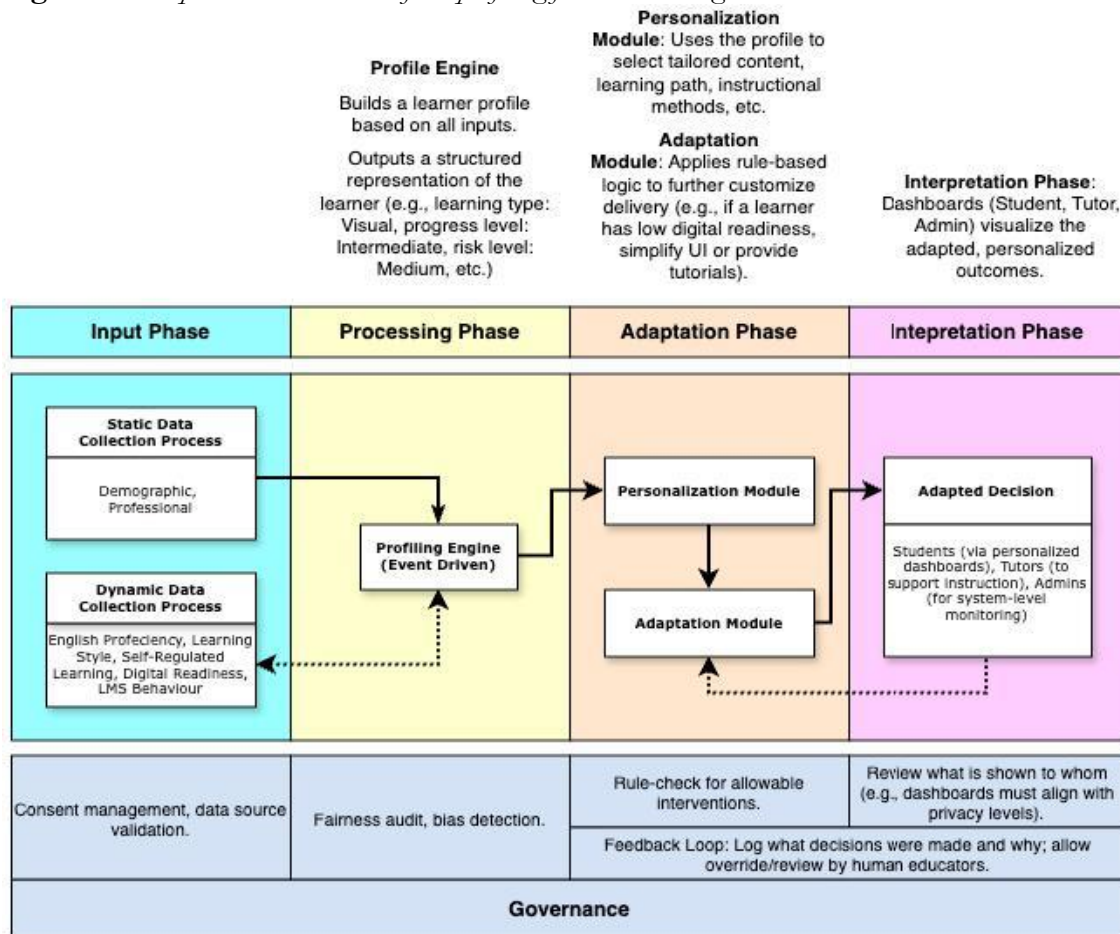 Personalization
Module: Uses the profile to
select tailored content,
learning path, instructional
methods, etc.
Profile Engine
Builds a learner profile
based on all inputs.
Outputs a structured
representation of the
learner (e.g., learning type:
Visual, progress level:
Intermediate, risk level:
Medium, etc.)
Adaptation
Module: Applies rule-based
logic to further customize
delivery (e.g., if a learner
has low digital readiness,
simplify UI or provide
tutorials).
Interpretation Phase:
Dashboards (Student, Tutor,
Admin) visualize the
adapted, personalized
outcomes.
Input Phase
Processing Phase
Adaptation Phase
Intepretation Phase
Static Data
Collection Process
Demographic,
Professional
Dynamic Data
Collection Process
English Profeciency, Learning
Style, Self-Regulated
Learning, Digital Readiness,
LMS Behaviour
Profiling Engine
(Event Driven)
Personalization Module
Adaptation Module
Adapted Decision
Students (via personalized
dashboards), Tutors (to
support instruction), Admins
(for system-level
monitoring)
Consent management, data source
validation.
Fairness audit, bias detection.
Rule-check for allowable
interventions.
Review what is shown to whom
(e.g., dashboards must align with
privacy levels).
Feedback Loop: Log what decisions were made and why; allow
override/review by human educators.
Governance